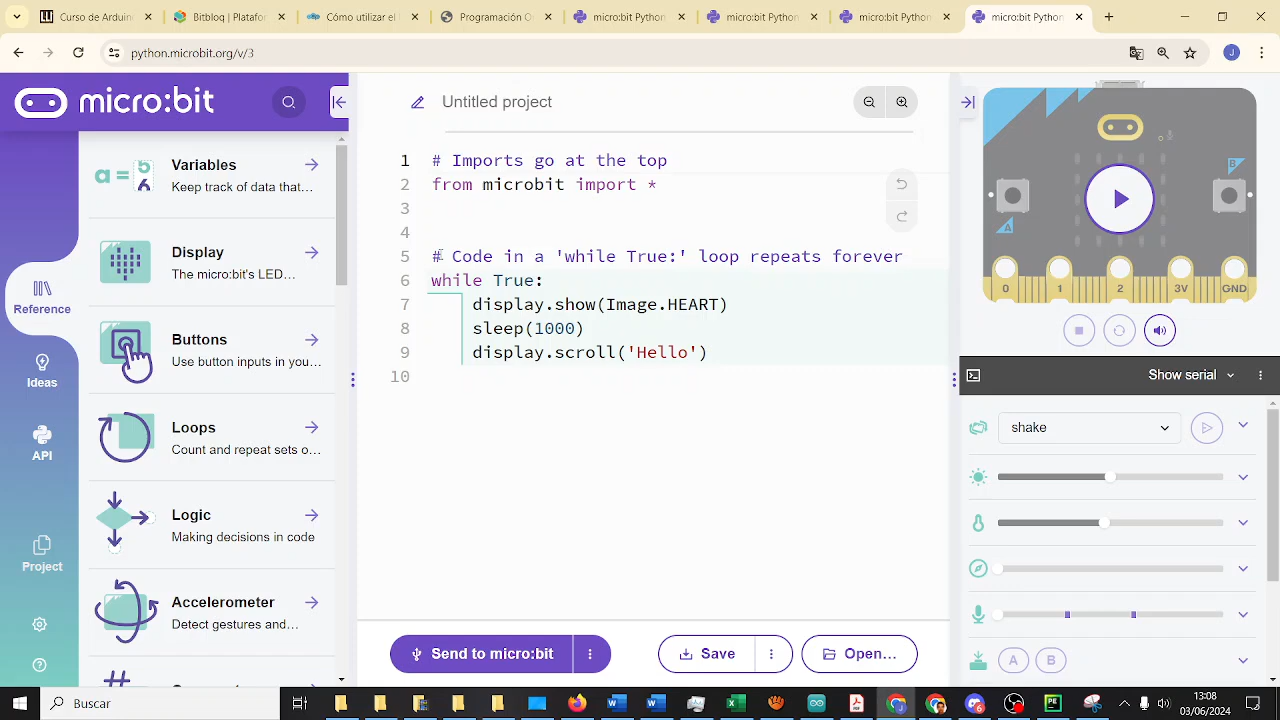 Curso de Arduin
Bitbloq | Platafor
Cómo utilizar el
Programación O
micro:bit Python
micro:bit Python
micro:bit Python
micro:bit Python
python.microbit.org/v/3
J
micro:bit
Untitled project
Reference
Ideas
API
Project
Variables
Keep track of data that...
Display
The micro:bit's LED...
Buttons
Use button inputs in you...
Loops
Count and repeat sets o...
Logic
Making decisions in code
Accelerometer
Detect gestures and...
1 # Imports go at the top
2 from microbit import *
3
4
5 # Code in a 'while True:' loop repeats forever
6 while True:
7 display.show(Image.HEART)
8 sleep(1000)
9 display.scroll('Hello')
10
Send to micro:bit
Save
Open...
A
B
0 1 2 3V GND
Show serial
shake
A B
Buscar
13:08
03/06/2024